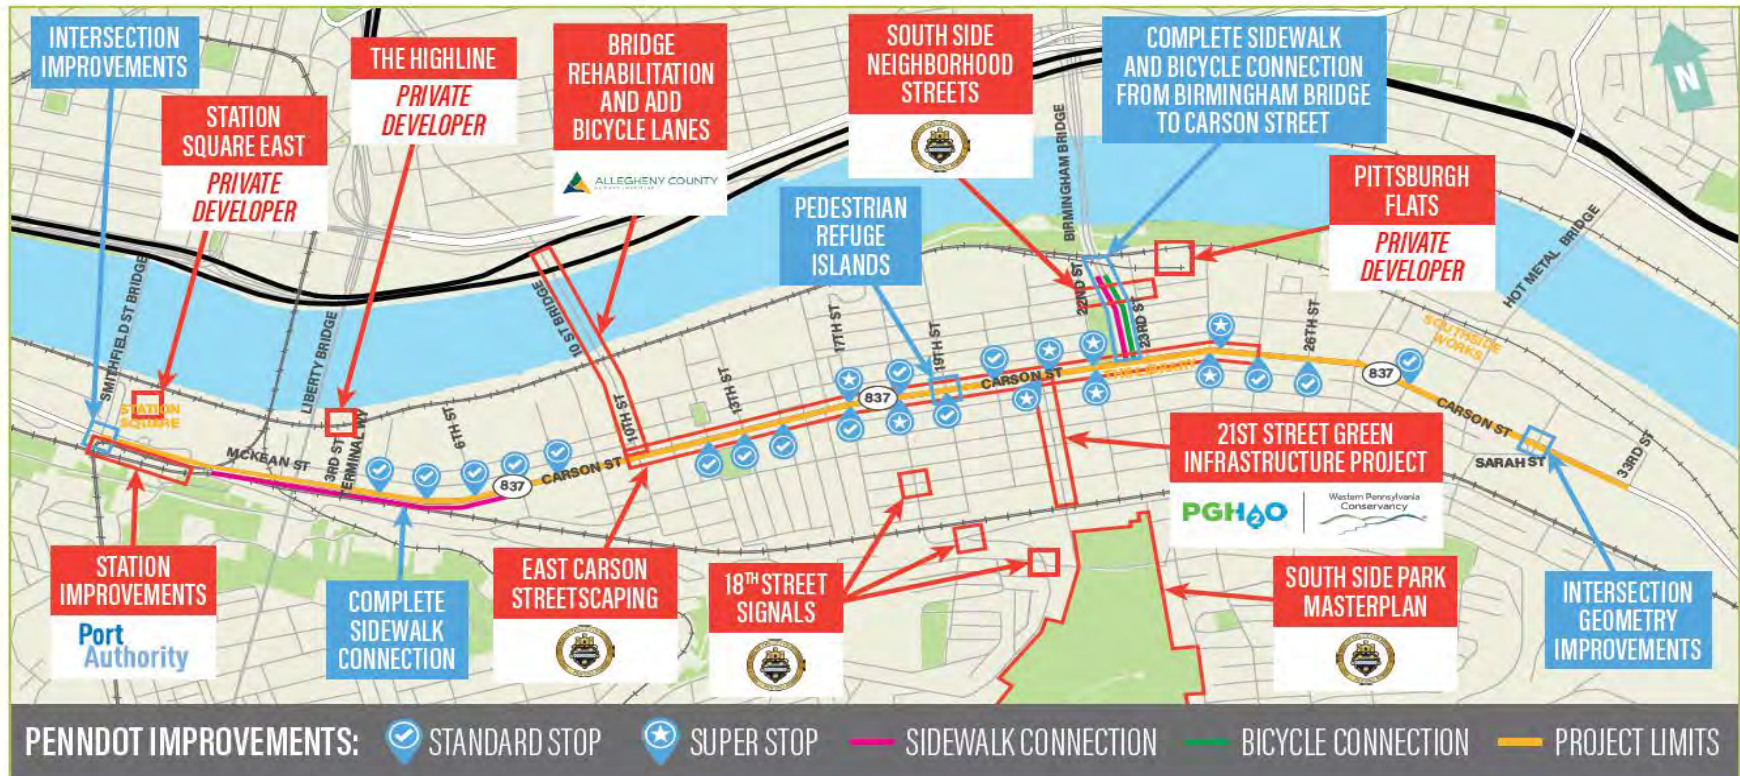 INTERSECTION
IMPROVEMENTS
STATION
SQUARE EAST
PRIVATE
DEVELOPER
THE HIGHLINE
PRIVATE
DEVELOPER
BRIDGE
REHABILITATION
AND ADD
BICYCLE LANES
ALLEGHENY COUNTY
SOUTH SIDE
NEIGHBORHOOD
STREETS
COMPLETE SIDEWALK
AND BICYCLE CONNECTION
FROM BIRMINGHAM BRIDGE
TO CARSON STREET
PEDESTRIAN
REFUGE
ISLANDS
PITTSBURGH
FLATS
PRIVATE
DEVELOPER
N
SMITHFIELD ST BRIDGE
LIBERTY BRIDGE
10 ST BRIDGE
BIRMINGHAM BRIDGE
HOT METAL BRIDGE
STATION
SQUARE
MCKEAN ST
33RD ST
TERMINAL WY
6TH ST
837
CARSON ST
10TH ST
13TH ST
17TH ST
837
19TH ST
CARSON ST
22ND ST
23RD ST
THE LIBRARY
26TH ST
837
SOUTHSIDE
WORKS
CARSON ST
SARAH ST
33RD ST
STATION
IMPROVEMENTS
Port
Authority
COMPLETE
SIDEWALK
CONNECTION
EAST CARSON
STREETSCAPING
18TH STREET
SIGNALS
21ST STREET GREEN
INFRASTRUCTURE PROJECT
PGH2O
Western Pennsylvania
Conservancy
SOUTH SIDE PARK
MASTERPLAN
INTERSECTION
GEOMETRY
IMPROVEMENTS
PENNDOT IMPROVEMENTS:
STANDARD STOP
SUPER STOP
SIDEWALK CONNECTION
BICYCLE CONNECTION
PROJECT LIMITS